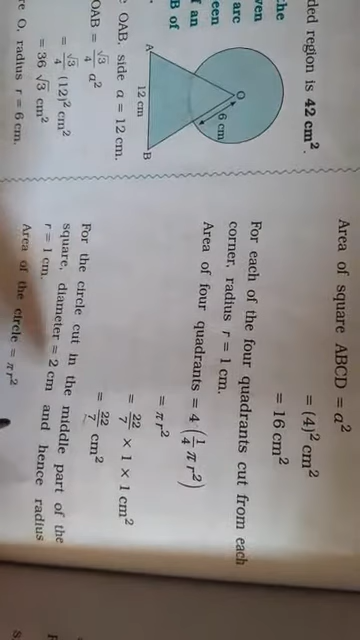 ded region is 42 cm².
the
ven
arc
een
f an
B of
O
6 cm
A
12 cm
B
OAB, side a = 12 cm.
OAB = √3/4 a²
= √3/4 (12)² cm²
= 36 √3 cm²
re O, radius r = 6 cm.
Area of square ABCD = a²
= (4)² cm²
= 16 cm²
For each of the four quadrants cut from each
corner, radius r = 1 cm.
Area of four quadrants = 4 (1/4 π r²)
= π r²
= 22/7 × 1 × 1 cm²
= 22/7 cm²
For the circle cut in the middle part of the
square, diameter = 2 cm and hence radius
r = 1 cm.
Area of the circle = π r²